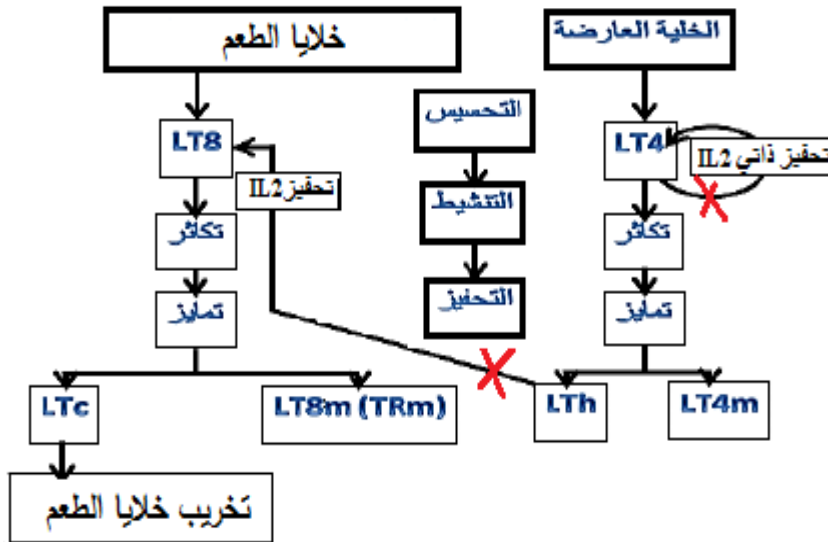 خلايا الطعم
الخلية العارضة
التحسيس
LT8
LT4
تحفيز ذاتي IL2
تحفيز IL2
التنشيط
تكاثر
تكاثر
التحفيز
تمايز
تمايز
LTc
LT8m (TRm)
LTh
LT4m
تخريب خلايا الطعم